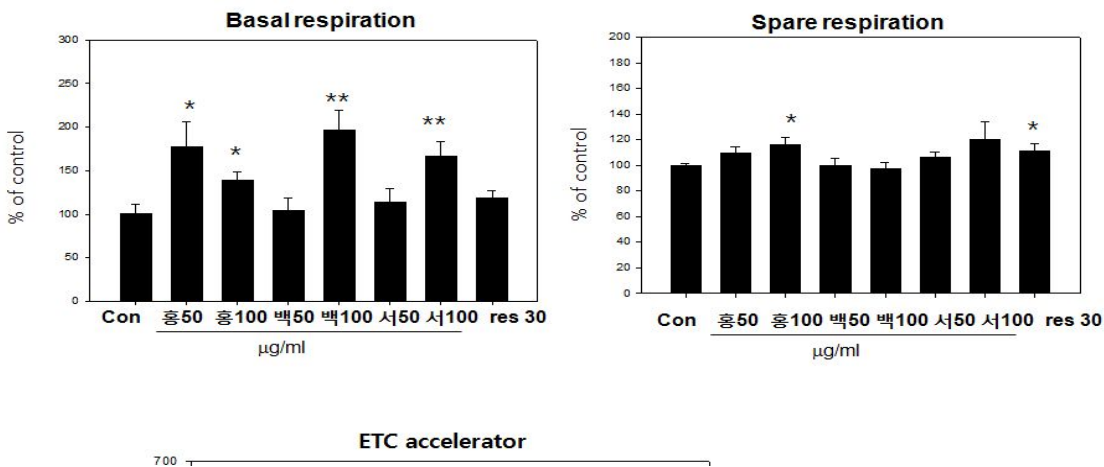 Basal respiration
300
250
200
150
100
50
0
% of control
*
*
**
**
Con 홍50 홍100 백50 백100 서50 서100 res 30
μg/ml
Spare respiration
200
180
160
140
120
100
80
60
40
20
0
% of control
*
*
Con 홍50 홍100 백50 백100 서50 서100 res 30
μg/ml
ETC accelerator
700